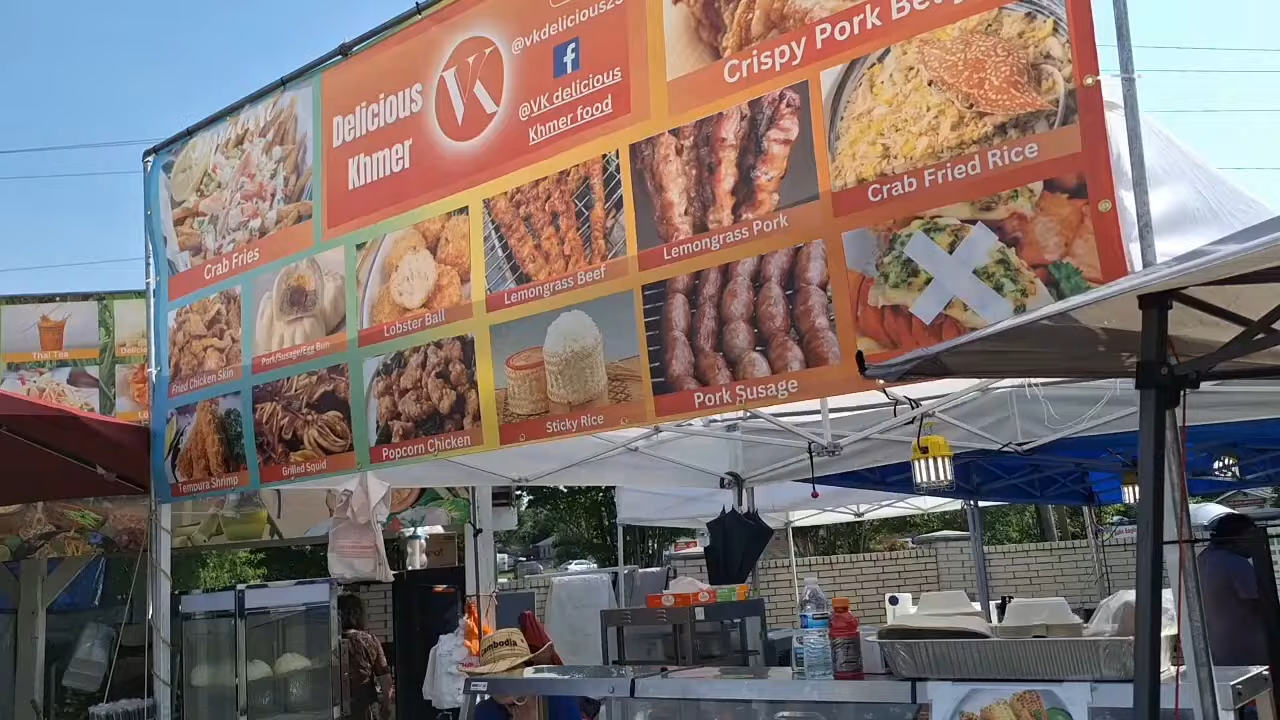 @vkdelicious25
Delicious
Khmer
VK
@VK delicious
Khmer food
Crispy Pork
Crab Fries
Lemongrass Beef
Lemongrass Pork
Crab Fried Rice
Fried Chicken Skin
Pork/Susage/Egg Bun
Lobster Ball
Tempura Shrimp
Grilled Squid
Popcorn Chicken
Sticky Rice
Pork Susage
Thai Tea
Cambodia